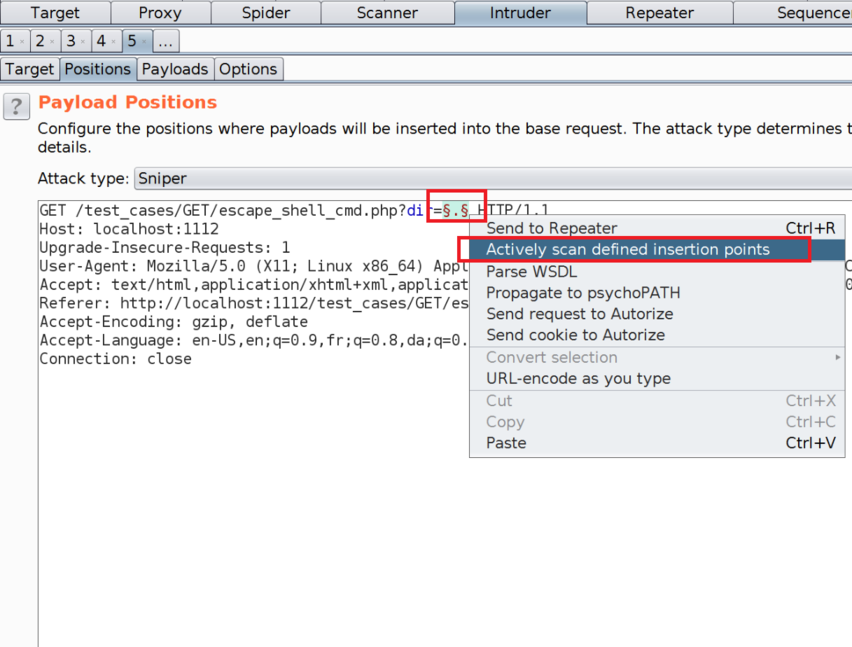 Target Proxy Spider Scanner Intruder Repeater
1 2 3 4 5 ...
Target Positions Payloads Options
? Payload Positions
Configure the positions where payloads will be inserted into the base request. The attack type determines
details.
Attack type: Sniper
GET /test_cases/GET/escape_shell_cmd.php?dir=§.§ HTTP/1.1
Host: localhost:1112
Upgrade-Insecure-Requests: 1
User-Agent: Mozilla/5.0 (X11; Linux x86_64)
Accept: text/html,application/xhtml+xml,applicat
Referer: http://localhost:1112/test_cases/GET/es
Accept-Encoding: gzip, deflate
Accept-Language: en-US,en;q=0.9,fr;q=0.8,da;q=0.
Connection: close
Send to Repeater Ctrl+R
Actively scan defined insertion points
Parse WSDL
Propagate to psychoPATH
Send request to Autorize
Send cookie to Autorize
Convert selection
URL-encode as you type
Cut Ctrl+X
Copy Ctrl+C
Paste Ctrl+V